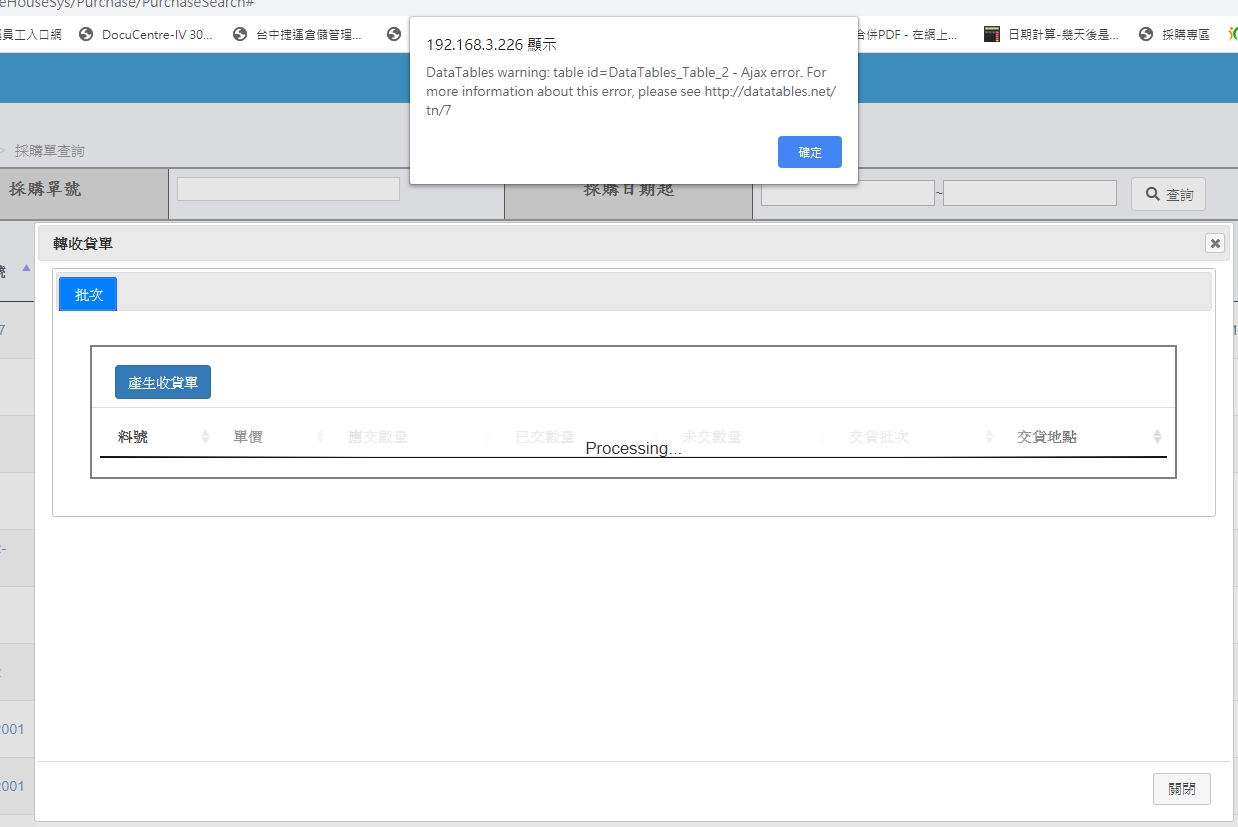 eHouseSys/Purchase/PurchaseSearch#
員工入口網 DocuCentre-IV 30... 台中捷運倉儲管理... 合併PDF - 在網上... 日期計算-幾天後是... 採購專區
192.168.3.226 顯示
DataTables warning: table id=DataTables_Table_2 - Ajax error. For
more information about this error, please see http://datatables.net/
tn/7
確定
> 採購單查詢
採購單號 採購日期起 ~ 查詢
轉收貨單
號
批次
7
產生收貨單
料號 單價 應交數量 已交數量 未交數量 交貨批次 交貨地點
Processing...
2001
2001
關閉